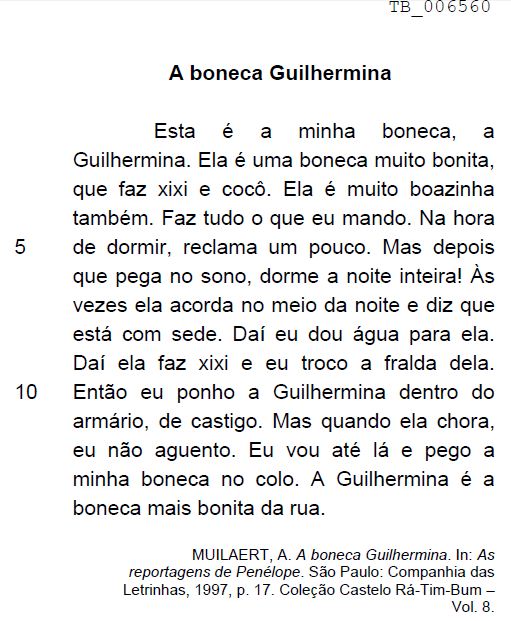 TB_006560
A boneca Guilhermina
Esta é a minha boneca, a
Guilhermina. Ela é uma boneca muito bonita,
que faz xixi e cocô. Ela é muito boazinha
também. Faz tudo o que eu mando. Na hora
5 de dormir, reclama um pouco. Mas depois
que pega no sono, dorme a noite inteira! Às
vezes ela acorda no meio da noite e diz que
está com sede. Daí eu dou água para ela.
Daí ela faz xixi e eu troco a fralda dela.
10 Então eu ponho a Guilhermina dentro do
armário, de castigo. Mas quando ela chora,
eu não aguento. Eu vou até lá e pego a
minha boneca no colo. A Guilhermina é a
boneca mais bonita da rua.
MUILAERT, A. A boneca Guilhermina. In: As
reportagens de Penélope. São Paulo: Companhia das
Letrinhas, 1997, p. 17. Coleção Castelo Rá-Tim-Bum –
Vol. 8.